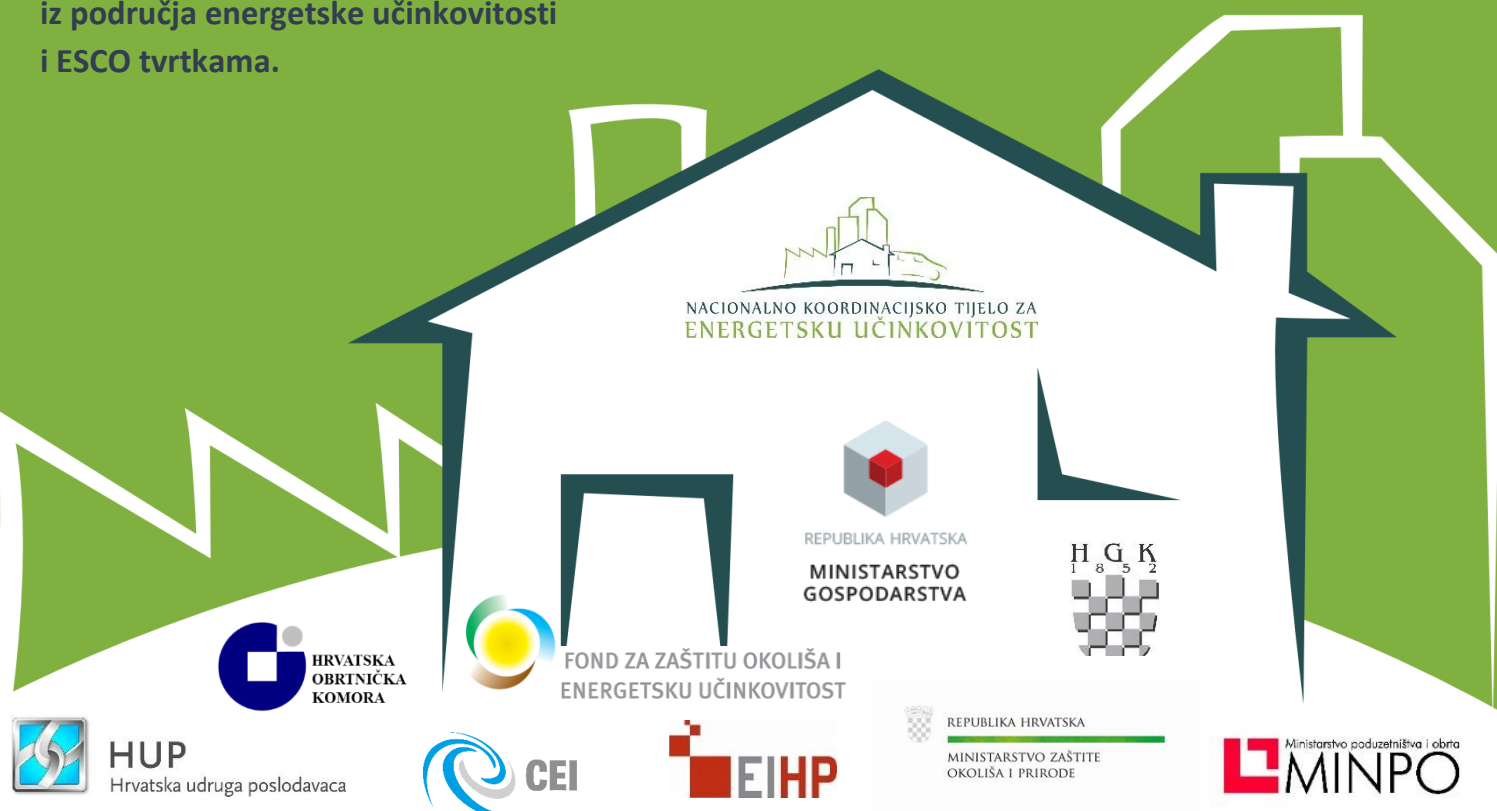 iz područja energetske učinkovitosti
i ESCO tvrtkama.
NACIONALNO KOORDINACIJSKO TIJELO ZA
ENERGETSKU UČINKOVITOST
REPUBLIKA HRVATSKA
MINISTARSTVO
GOSPODARSTVA
H G K
1 8 5 2
HRVATSKA
OBRTNIČKA
KOMORA
FOND ZA ZAŠTITU OKOLIŠA I
ENERGETSKU UČINKOVITOST
HUP
Hrvatska udruga poslodavaca
CEI
EIHP
REPUBLIKA HRVATSKA
MINISTARSTVO ZAŠTITE
OKOLIŠA I PRIRODE
Ministarstvo poduzetništva i obrta
MINPO